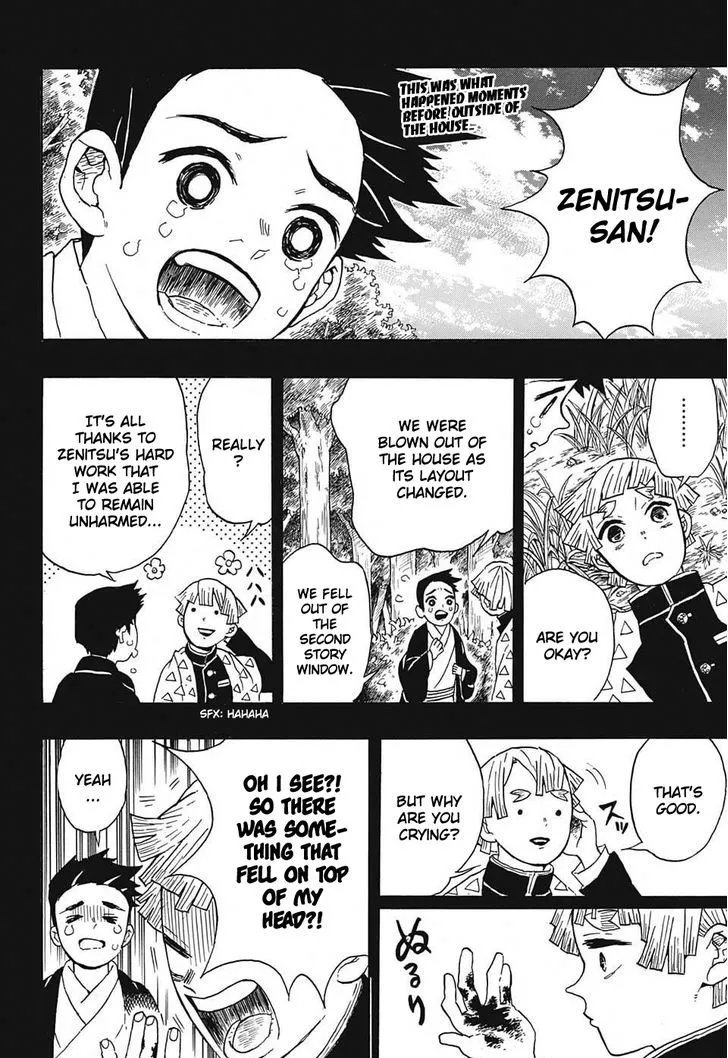 THIS WAS WHAT
HAPPENED MOMENTS
BEFORE OUTSIDE OF
THE HOUSE...
ZENITSU-
SAN!
.........
ARE YOU
OKAY?
WE WERE
BLOWN OUT OF
THE HOUSE AS
ITS LAYOUT
CHANGED.
WE FELL
OUT OF
THE
SECOND
STORY
WINDOW.
REALLY
?
IT'S ALL
THANKS TO
ZENITSU'S HARD
WORK THAT
I WAS ABLE
TO REMAIN
UNHARMED...
SFX: HAHAHA
THAT'S
GOOD.
スッ
BUT WHY
ARE YOU
CRYING?
ぬるり
OH I SEE?!
SO THERE
WAS SOME-
THING THAT
FELL ON TOP
OF MY
HEAD?!
YEAH
...